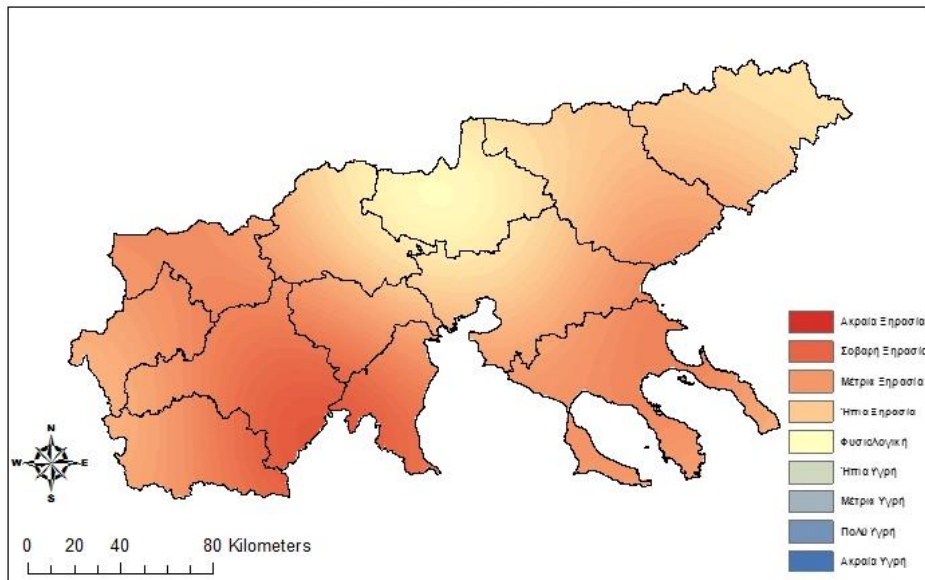 Ακραία Ξηρασία
Σοβαρή Ξηρασία
Μέτρια Ξηρασία
Ήπια Ξηρασία
Φυσιολογική
Ήπια Υγρή
Μέτρια Υγρή
Πολύ Υγρή
Ακραία Υγρή
N
W E
S
0 20 40 80 Kilometers